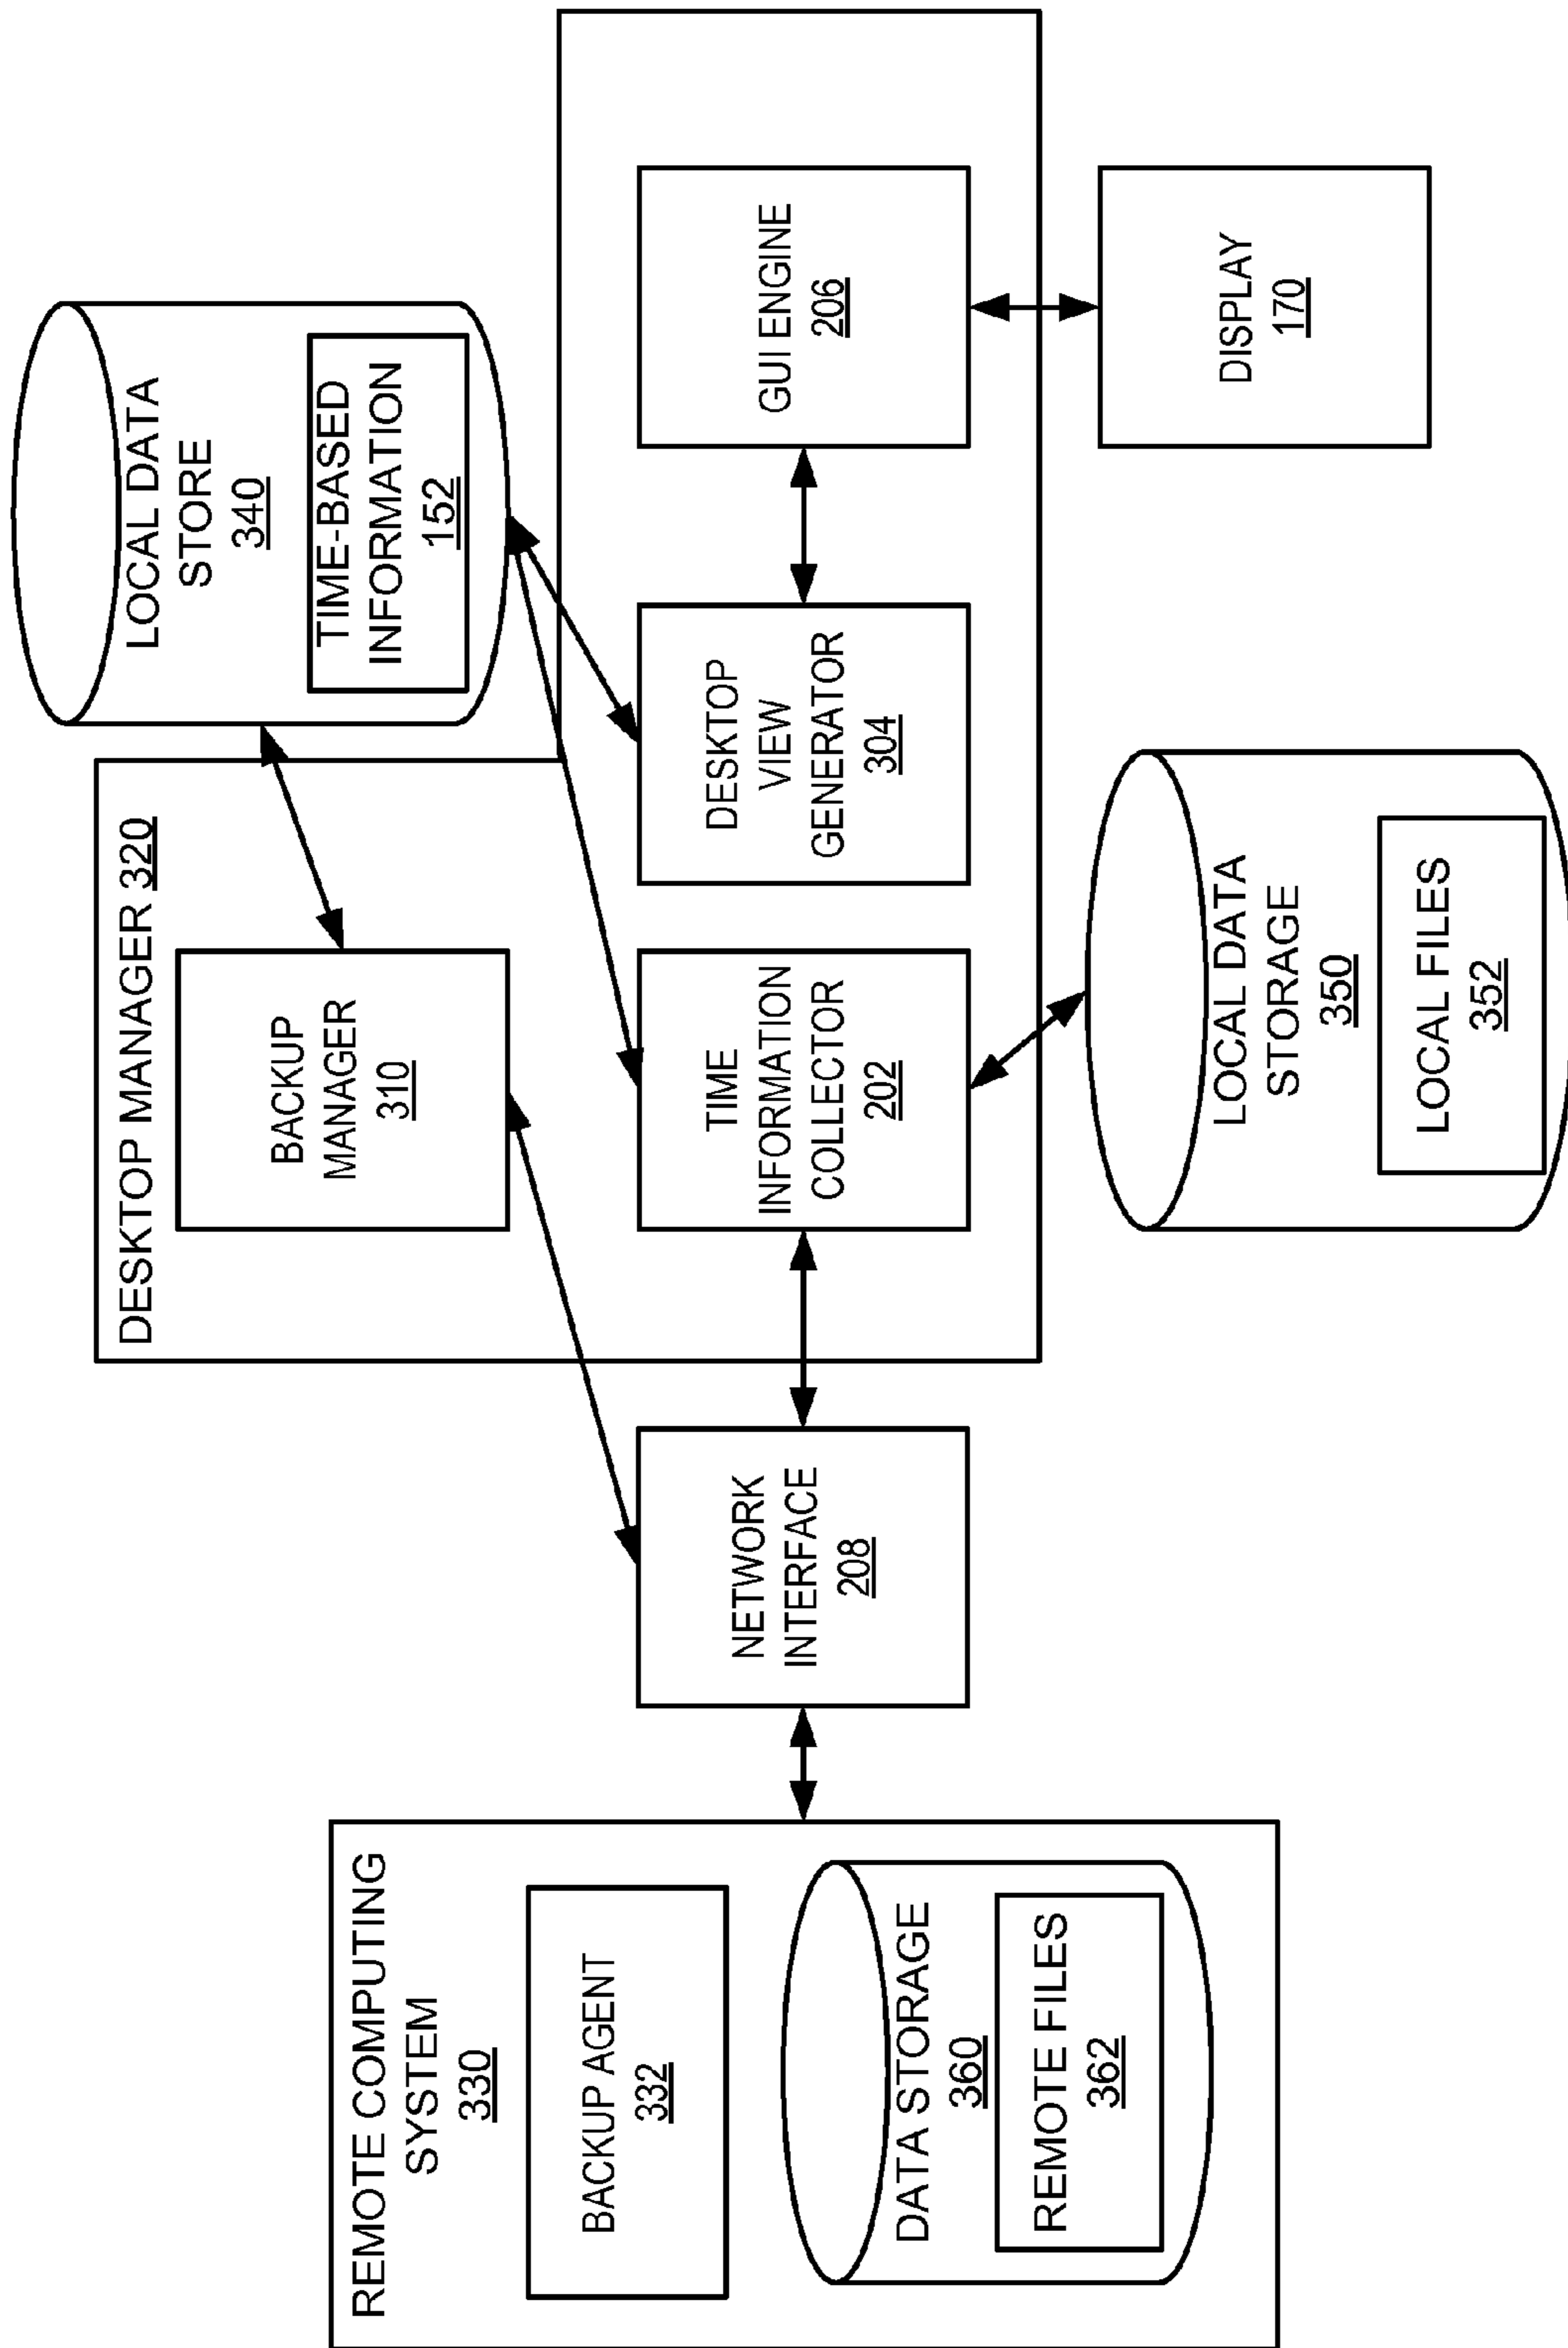 REMOTE COMPUTING
SYSTEM
330
BACKUP AGENT
332
DATA STORAGE
360
REMOTE FILES
362
NETWORK
INTERFACE
208
DESKTOP MANAGER 320
BACKUP
MANAGER
310
TIME
INFORMATION
COLLECTOR
202
DESKTOP
VIEW
GENERATOR
304
GUI ENGINE
206
LOCAL DATA
STORE
340
TIME-BASED
INFORMATION
152
LOCAL DATA
STORAGE
350
LOCAL FILES
352
DISPLAY
170